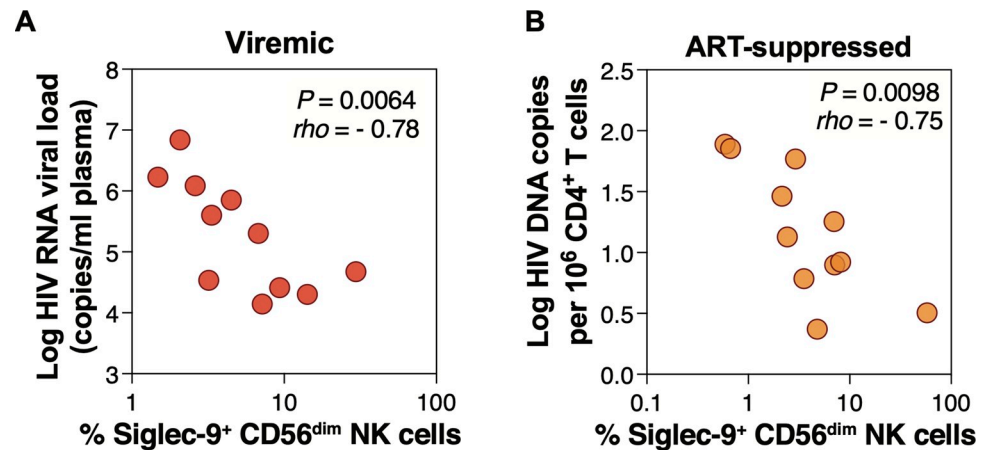 A
Viremic
Log HIV RNA viral load
(copies/ml plasma)
8
7
6
5
4
3
P = 0.0064
rho = - 0.78
1
10
100
% Siglec-9⁺ CD56ᵈⁱᵐ NK cells
B
ART-suppressed
Log HIV DNA copies
per 10⁶ CD4⁺ T cells
2.5
2.0
1.5
1.0
0.5
0.0
P = 0.0098
rho = - 0.75
0.1
1
10
100
% Siglec-9⁺ CD56ᵈⁱᵐ NK cells